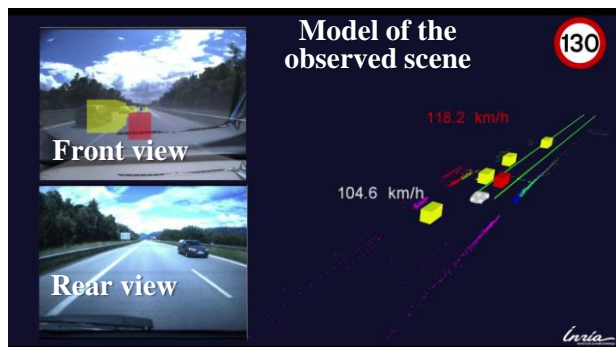 Model of the
observed scene
130
118.2 km/h
Front view
104.6 km/h
Rear view
Inria